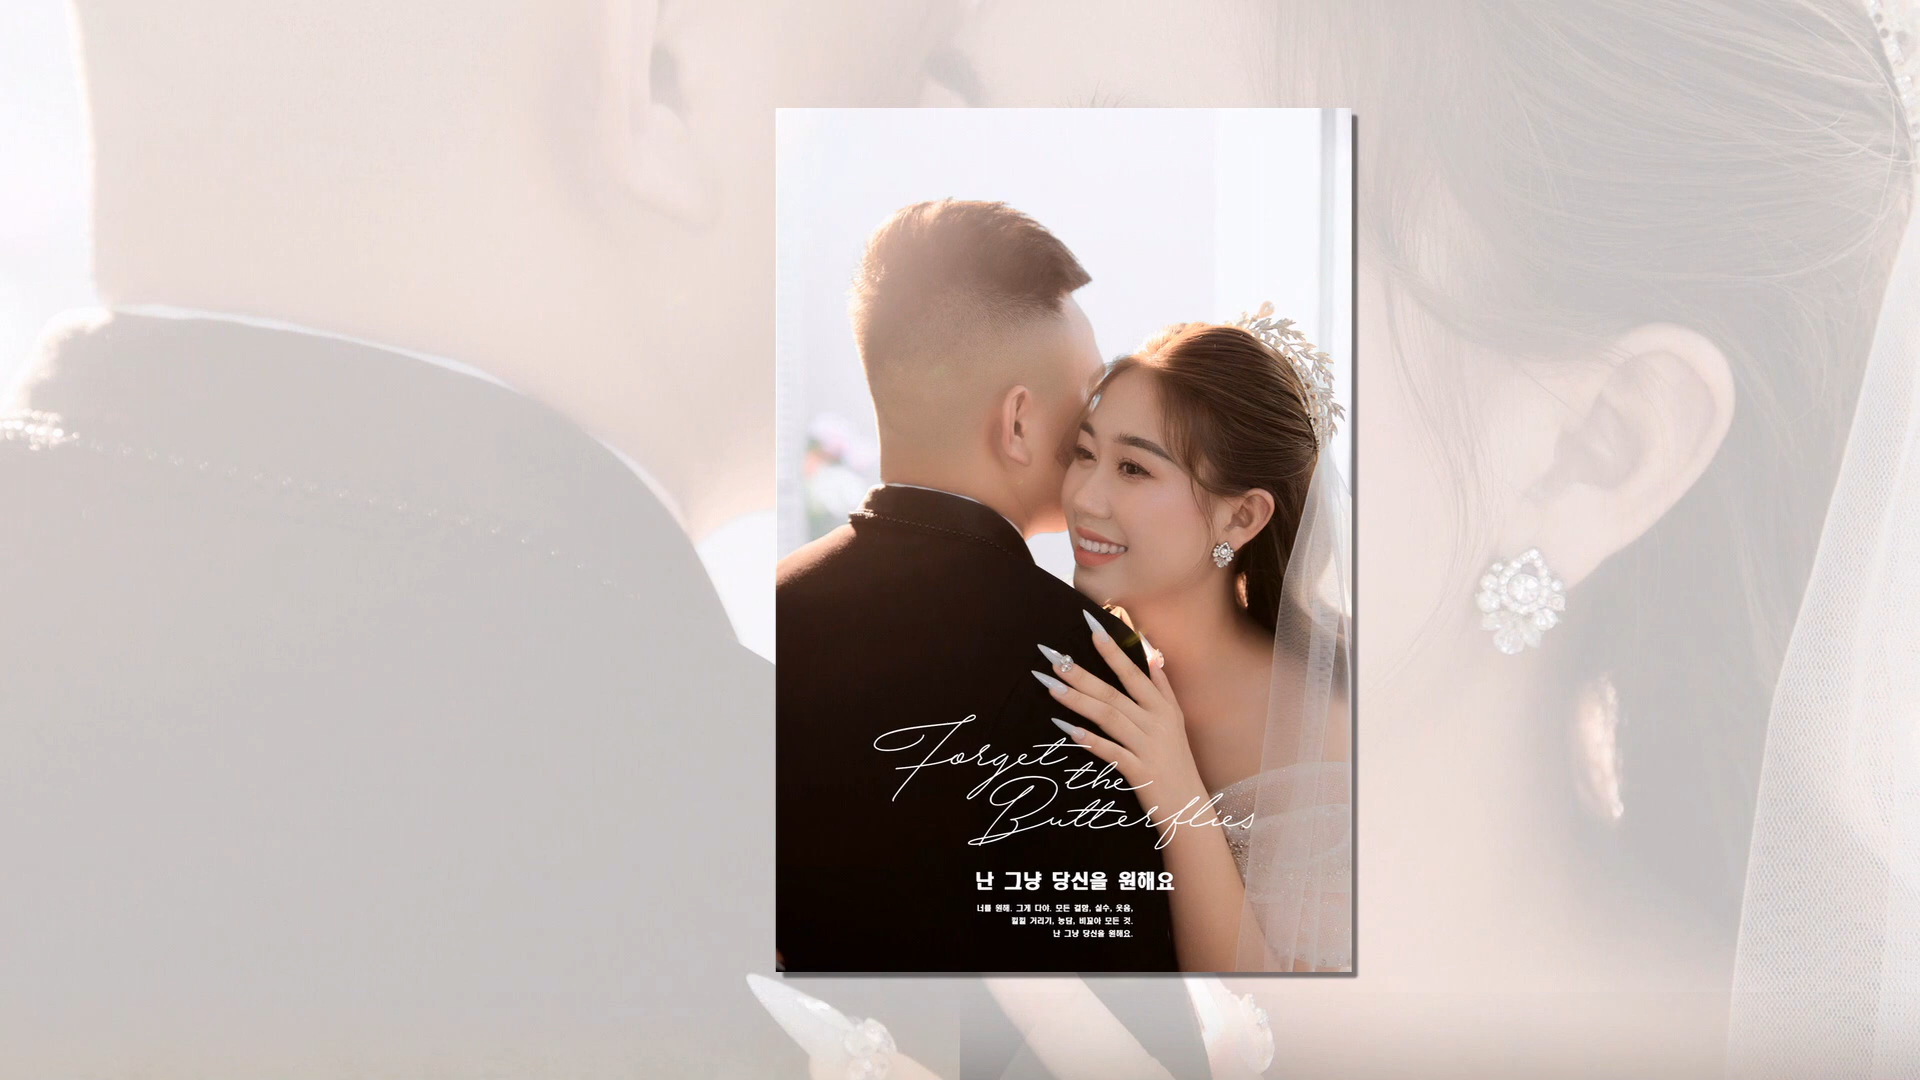 Forget
the
Butterflies
난 그냥 당신을 원해요
너를 원해. 그게 다야. 모든 결함, 실수, 웃음,
킬킬 거리기, 농담, 비꼬아 모든 것.
난 그냥 당신을 원해요.